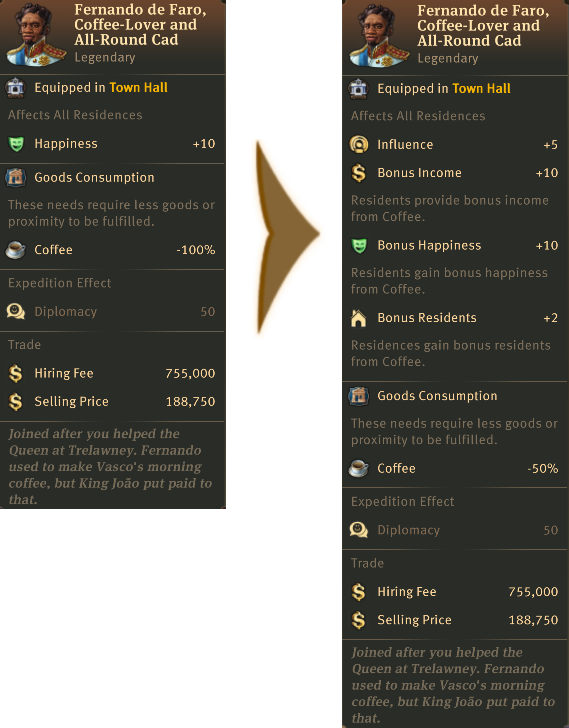 Fernando de Faro,
Coffee-Lover and
All-Round Cad
Legendary
Equipped in Town Hall
Affects All Residences
Happiness +10
Goods Consumption
These needs require less goods or
proximity to be fulfilled.
Coffee -100%
Expedition Effect
Diplomacy 50
Trade
Hiring Fee 755,000
Selling Price 188,750
Joined after you helped the
Queen at Trelawney. Fernando
used to make Vasco's morning
coffee, but King João put paid to
that.
Fernando de Faro,
Coffee-Lover and
All-Round Cad
Legendary
Equipped in Town Hall
Affects All Residences
Influence +5
Bonus Income +10
Residents provide bonus income
from Coffee.
Bonus Happiness +10
Residents gain bonus happiness
from Coffee.
Bonus Residents +2
Residences gain bonus residents
from Coffee.
Goods Consumption
These needs require less goods or
proximity to be fulfilled.
Coffee -50%
Expedition Effect
Diplomacy 50
Trade
Hiring Fee 755,000
Selling Price 188,750
Joined after you helped the
Queen at Trelawney. Fernando
used to make Vasco's morning
coffee, but King João put paid to
that.